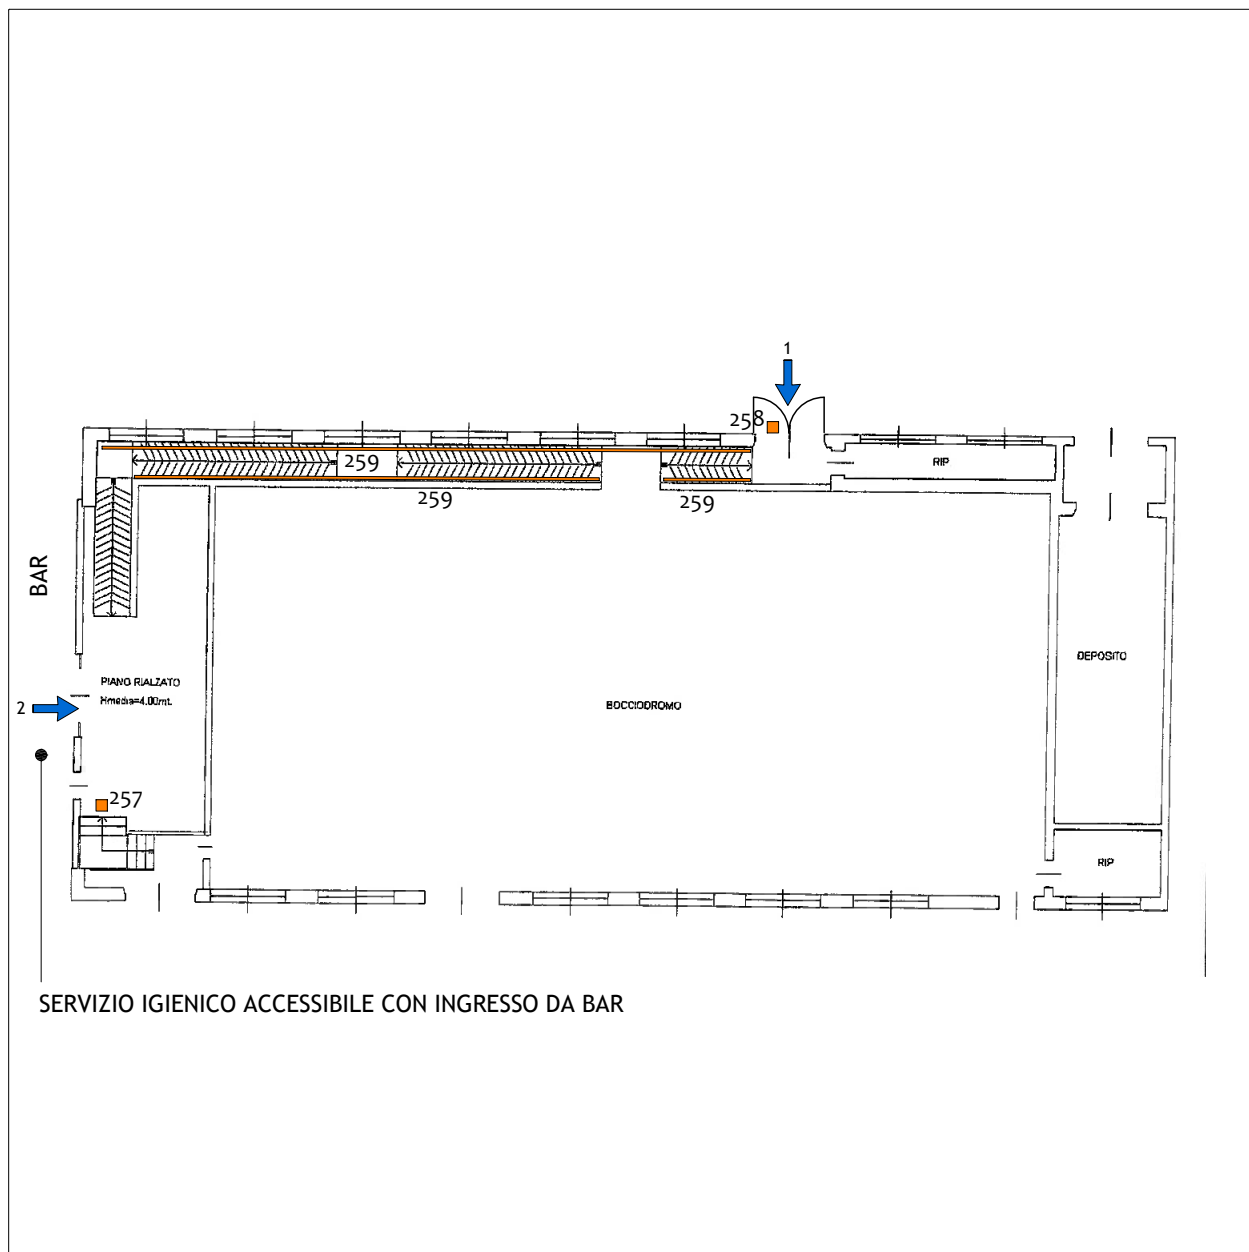 1
258
259
RIP
259
259
BAR
DEPOSITO
PIANO RIALZATO
Hmedia=4.00mt.
BOCCIODROMO
2
257
RIP
SERVIZIO IGIENICO ACCESSIBILE CON INGRESSO DA BAR